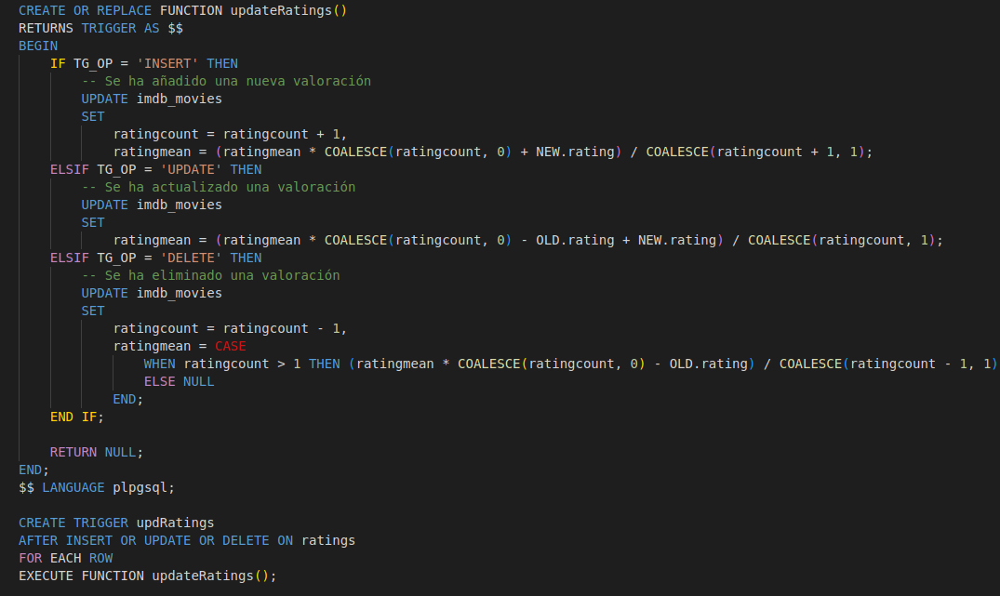 CREATE OR REPLACE FUNCTION updateRatings()
RETURNS TRIGGER AS $$
BEGIN
    IF TG_OP = 'INSERT' THEN
        -- Se ha añadido una nueva valoración
        UPDATE imdb_movies
        SET
            ratingcount = ratingcount + 1,
            ratingmean = (ratingmean * COALESCE(ratingcount, 0) + NEW.rating) / COALESCE(ratingcount + 1, 1);
    ELSIF TG_OP = 'UPDATE' THEN
        -- Se ha actualizado una valoración
        UPDATE imdb_movies
        SET
            ratingmean = (ratingmean * COALESCE(ratingcount, 0) - OLD.rating + NEW.rating) / COALESCE(ratingcount, 1);
    ELSIF TG_OP = 'DELETE' THEN
        -- Se ha eliminado una valoración
        UPDATE imdb_movies
        SET
            ratingcount = ratingcount - 1,
            ratingmean = CASE
                WHEN ratingcount > 1 THEN (ratingmean * COALESCE(ratingcount, 0) - OLD.rating) / COALESCE(ratingcount - 1, 1)
                ELSE NULL
            END;
    END IF;

    RETURN NULL;
END;
$$ LANGUAGE plpgsql;

CREATE TRIGGER updRatings
AFTER INSERT OR UPDATE OR DELETE ON ratings
FOR EACH ROW
EXECUTE FUNCTION updateRatings();